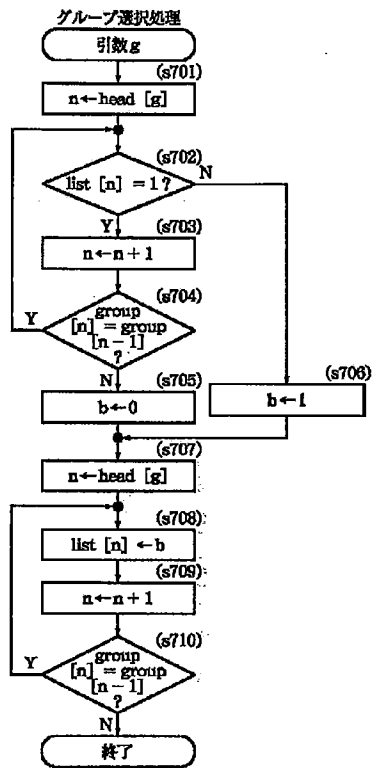 グループ選択処理
引数g
(s701)
n←head [g]
(s702)
list [n] =1?
N
Y
(s703)
n←n+1
(s704)
group
[n] = group
[n-1]
?
Y
N
(s705)
b←0
(s706)
b←1
(s707)
n←head [g]
(s708)
list [n] ←b
(s709)
n←n+1
(s710)
group
[n] = group
[n-1]
?
Y
N
終了